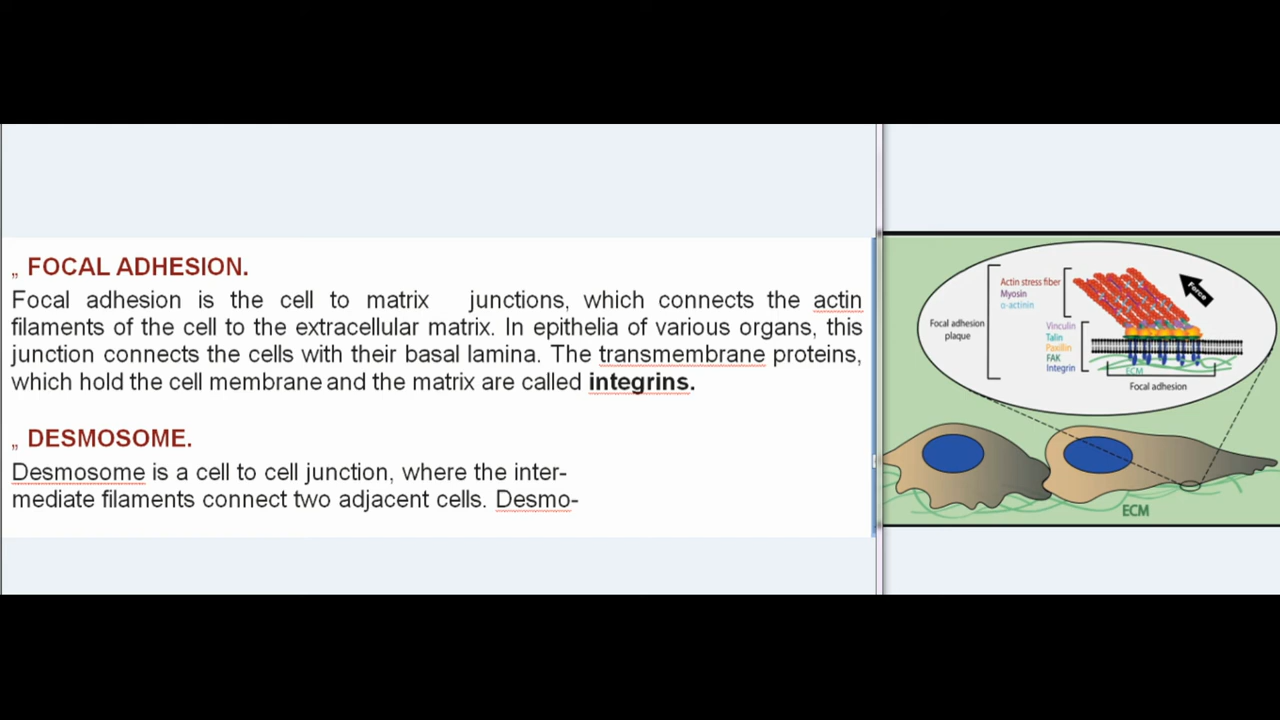 „ FOCAL ADHESION.
Focal adhesion is the cell to matrix junctions, which connects the actin
filaments of the cell to the extracellular matrix. In epithelia of various organs, this
junction connects the cells with their basal lamina. The transmembrane proteins,
which hold the cell membrane and the matrix are called integrins.
„ DESMOSOME.
Desmosome is a cell to cell junction, where the inter-
mediate filaments connect two adjacent cells. Desmo-
Focal adhesion
plaque
Actin stress fiber
Myosin
α-actinin
Vinculin
Talin
Paxillin
FAK
Integrin
Force
ECM
Focal adhesion
ECM